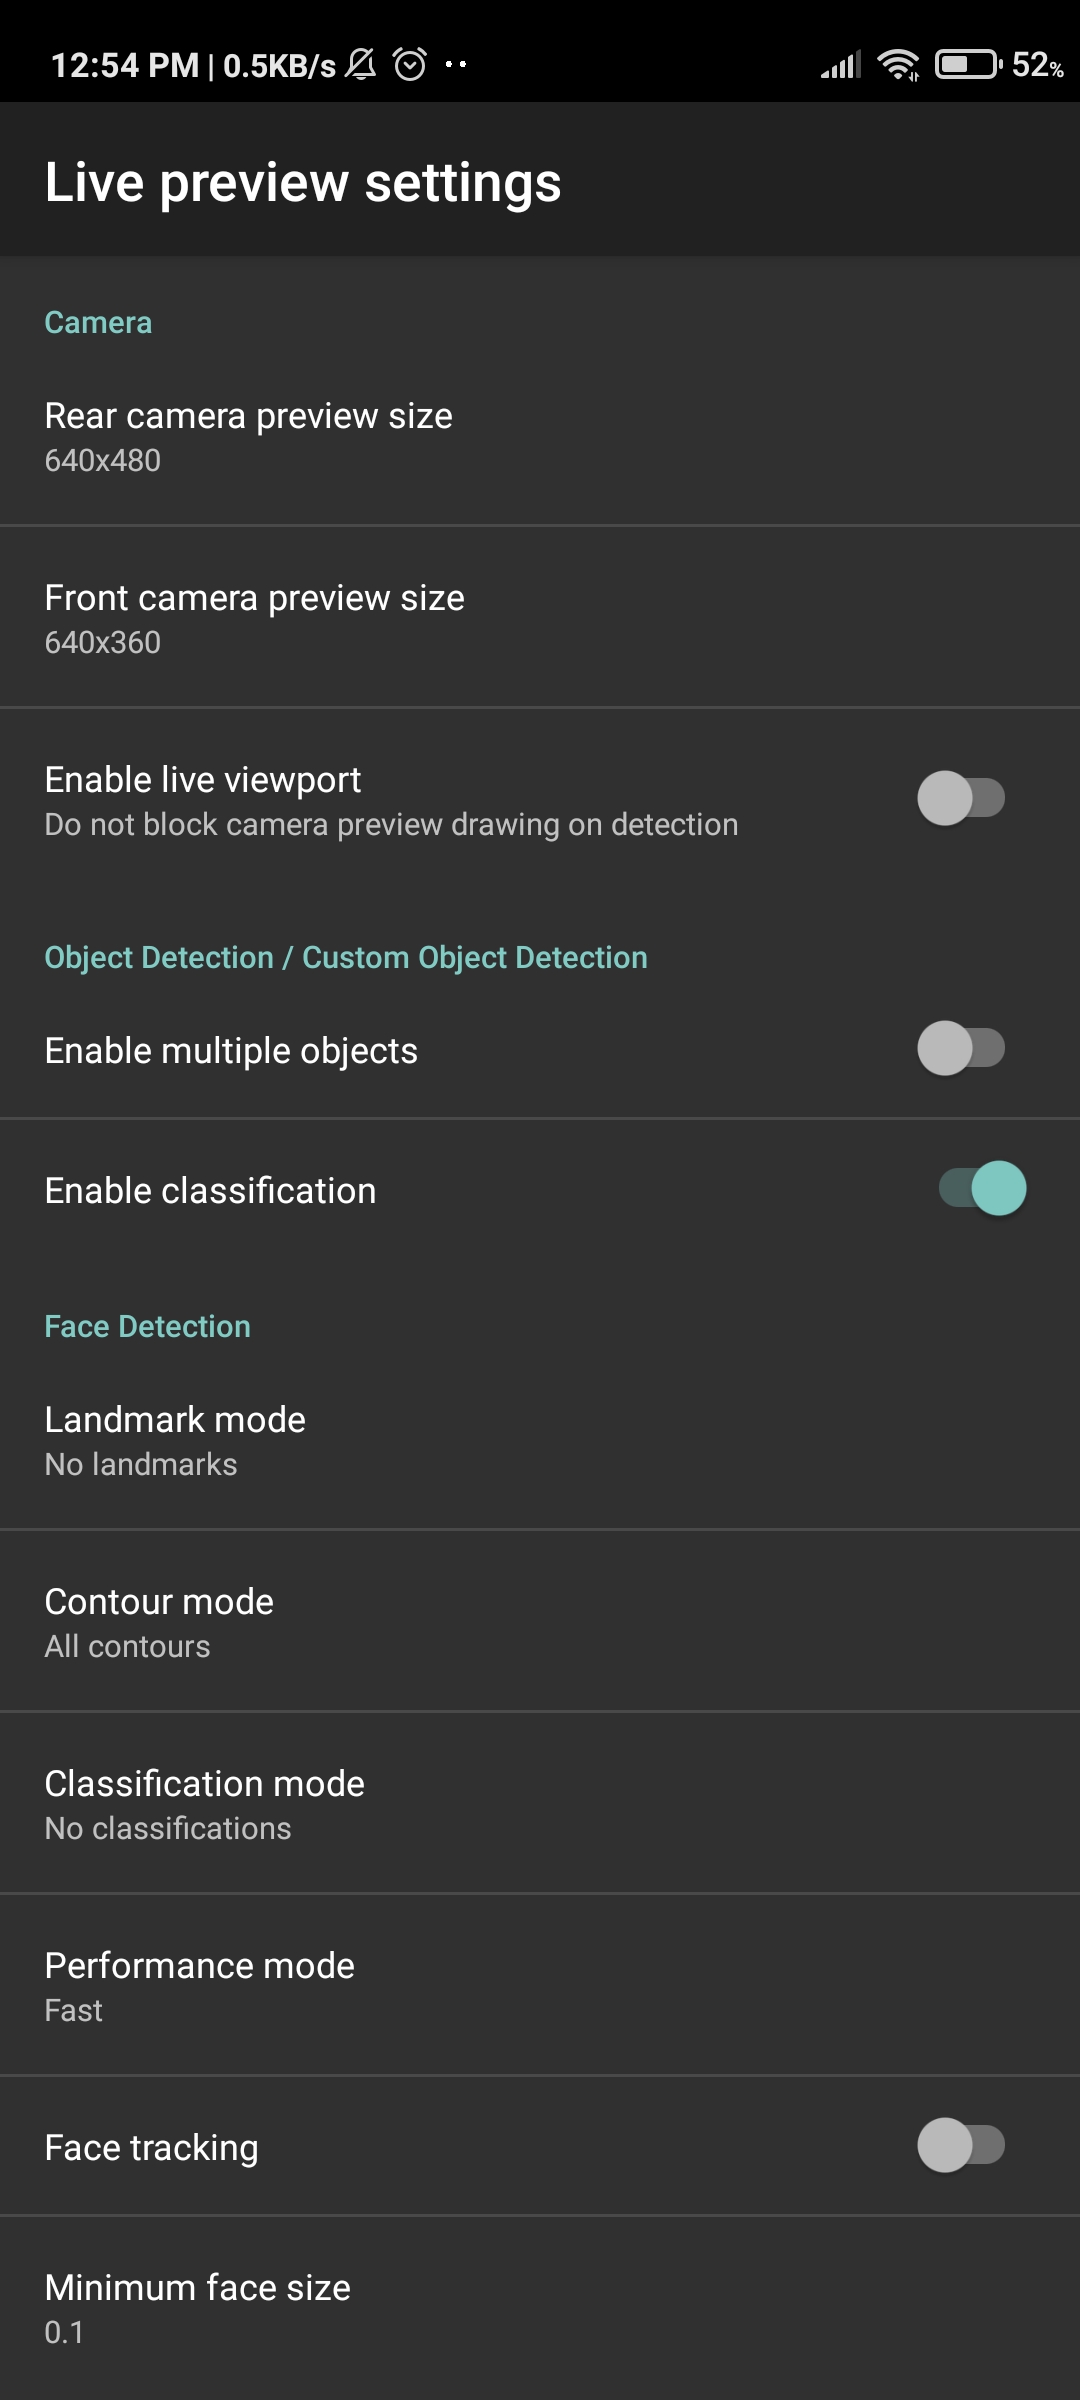 12:54 PM | 0.5KB/s 52%
Live preview settings
Camera
Rear camera preview size
640x480
Front camera preview size
640x360
Enable live viewport
Do not block camera preview drawing on detection
Object Detection / Custom Object Detection
Enable multiple objects
Enable classification
Face Detection
Landmark mode
No landmarks
Contour mode
All contours
Classification mode
No classifications
Performance mode
Fast
Face tracking
Minimum face size
0.1